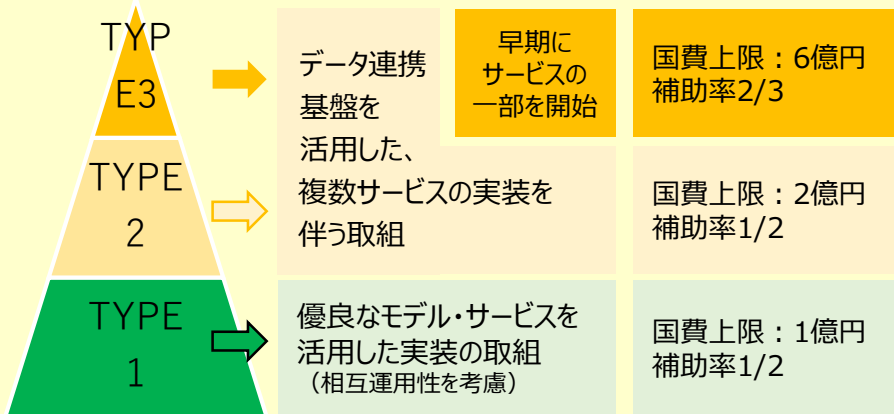 TYP
E3
データ連携
基盤を
活用した、
複数サービスの実装を
伴う取組
早期に
サービスの
一部を開始
国費上限：6億円
補助率2/3
TYPE
2
国費上限：2億円
補助率1/2
TYPE
1
優良なモデル・サービスを
活用した実装の取組
（相互運用性を考慮）
国費上限：1億円
補助率1/2